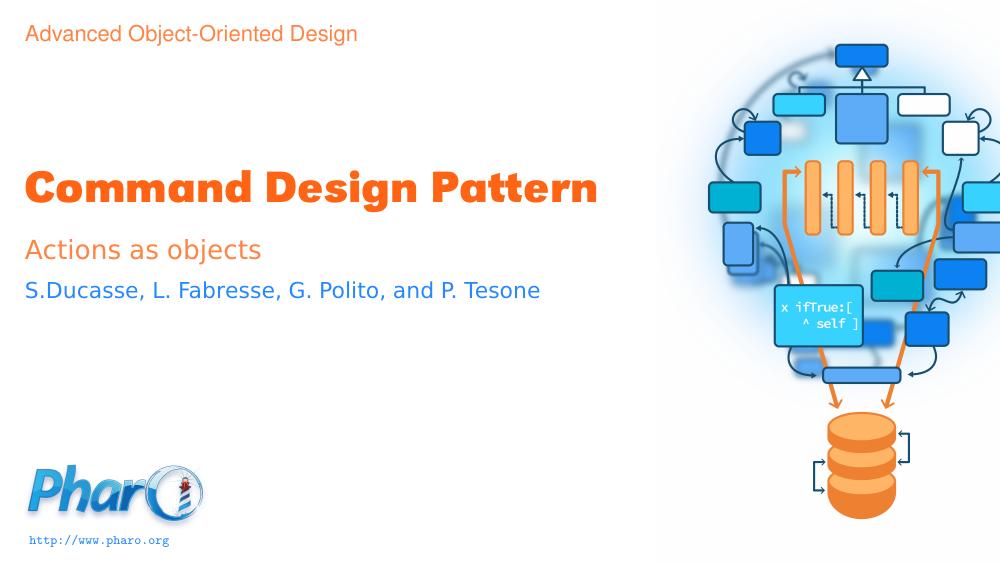 Advanced Object-Oriented Design
Command Design Pattern
Actions as objects
S.Ducasse, L. Fabresse, G. Polito, and P. Tesone
x ifTrue:[
^ self ]
Pharo
http://www.pharo.org